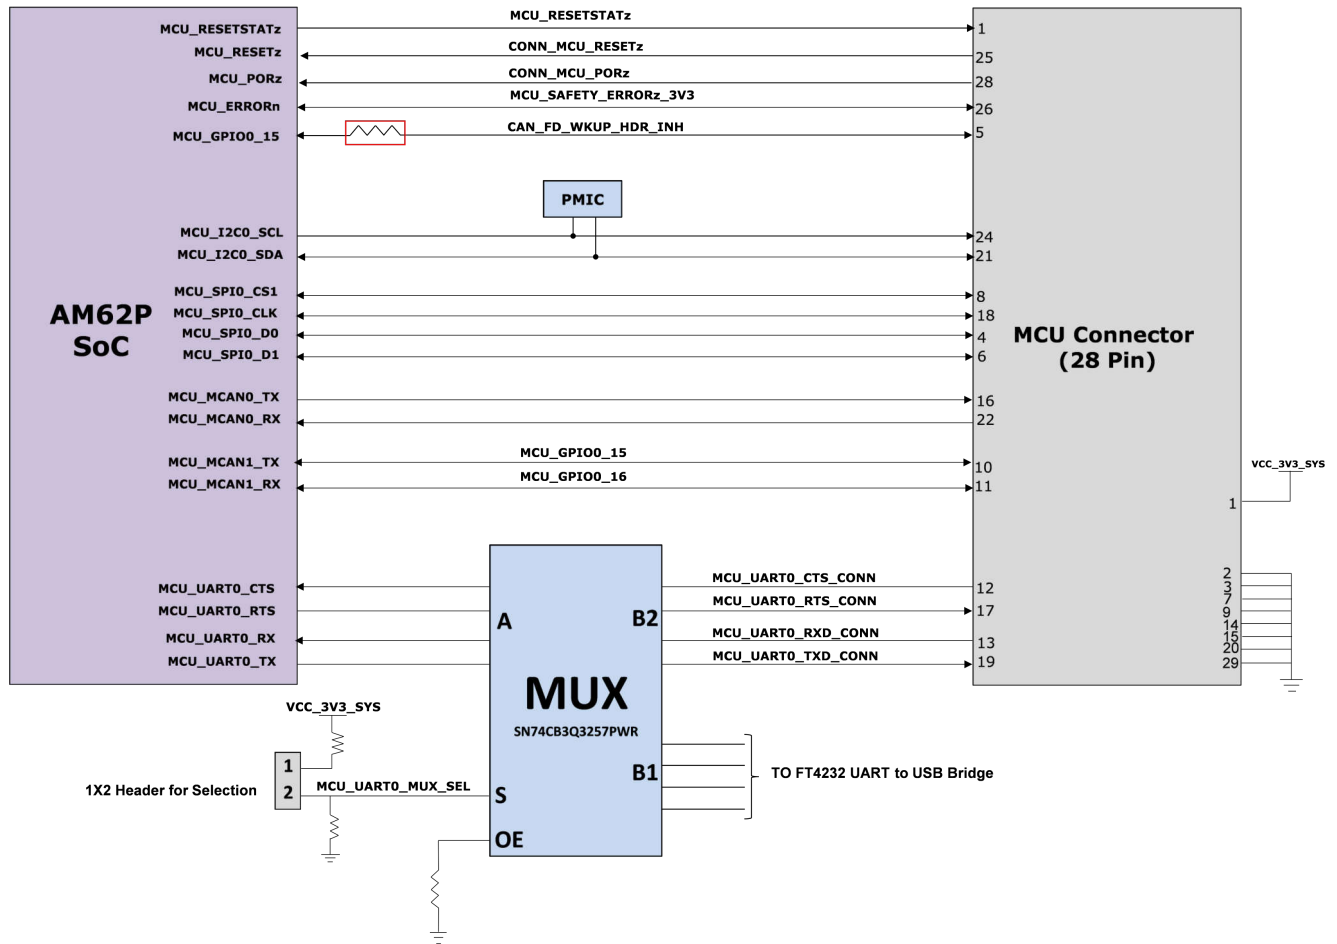 MCU_RESETSTATz
MCU_RESETSTATz
1
MCU_RESETz
CONN_MCU_RESETz
25
MCU_PORz
CONN_MCU_PORz
28
MCU_ERRORn
MCU_SAFETY_ERRORz_3V3
26
MCU_GPIO0_15
CAN_FD_WKUP_HDR_INH
5
PMIC
MCU_I2C0_SCL
24
MCU_I2C0_SDA
21
MCU_SPI0_CS1
8
MCU_SPI0_CLK
18
MCU_SPI0_D0
4
MCU_SPI0_D1
6
AM62P
SoC
MCU Connector
(28 Pin)
MCU_MCAN0_TX
16
MCU_MCAN0_RX
22
MCU_MCAN1_TX
MCU_GPIO0_15
10
MCU_MCAN1_RX
MCU_GPIO0_16
11
VCC_3V3_SYS
1
2
3
7
9
14
15
20
29
MCU_UART0_CTS
MCU_UART0_CTS_CONN
12
MCU_UART0_RTS
MCU_UART0_RTS_CONN
17
MCU_UART0_RX
MCU_UART0_RXD_CONN
13
MCU_UART0_TX
MCU_UART0_TXD_CONN
19
A
B2
MUX
SN74CB3Q3257PWR
B1
S
OE
TO FT4232 UART to USB Bridge
VCC_3V3_SYS
1
2
1X2 Header for Selection
MCU_UART0_MUX_SEL